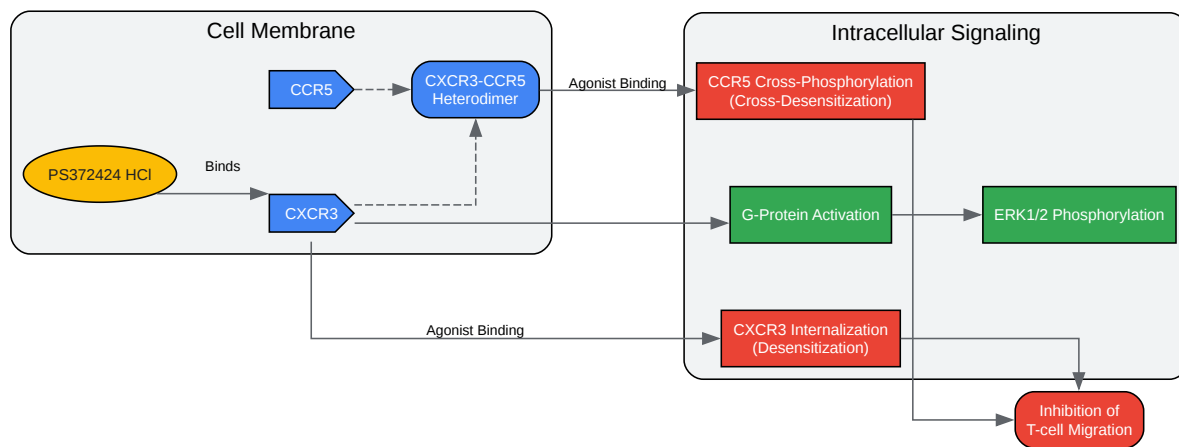 Cell Membrane
Intracellular Signaling
CCR5
CXCR3-CCR5
Heterodimer
Agonist Binding
CCR5 Cross-Phosphorylation
(Cross-Desensitization)
PS372424 HCl
Binds
CXCR3
G-Protein Activation
ERK1/2 Phosphorylation
Agonist Binding
CXCR3 Internalization
(Desensitization)
Inhibition of
T-cell Migration